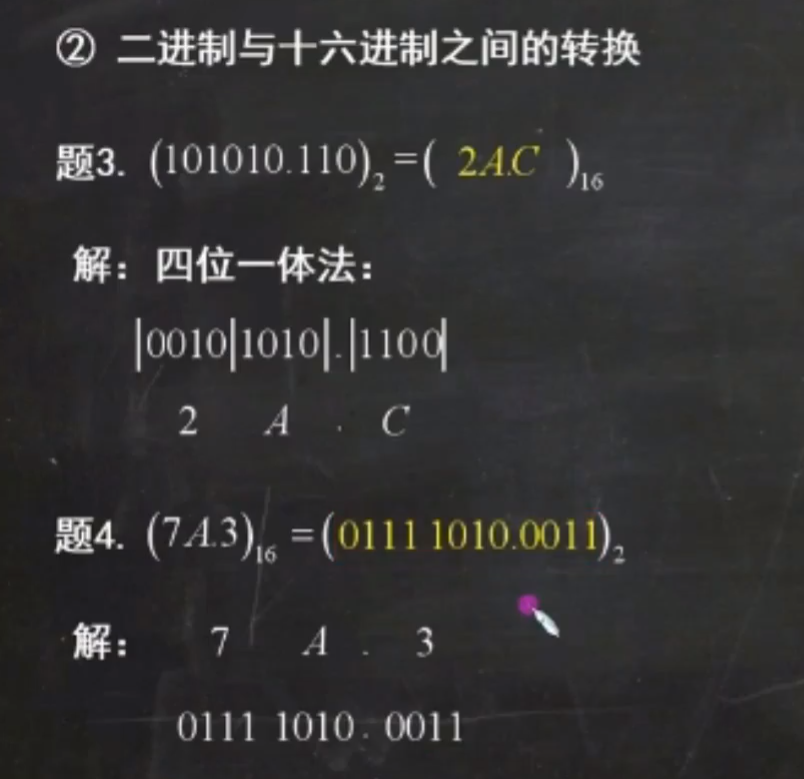 ② 二进制与十六进制之间的转换
题3. (101010.110)₂ =( 2A.C )₁₆
解：四位一体法：
|0010|1010|.|1100|
2 A . C
题4. (7A.3)₁₆ =(0111 1010.0011)₂
解： 7 A . 3
0111 1010 . 0011